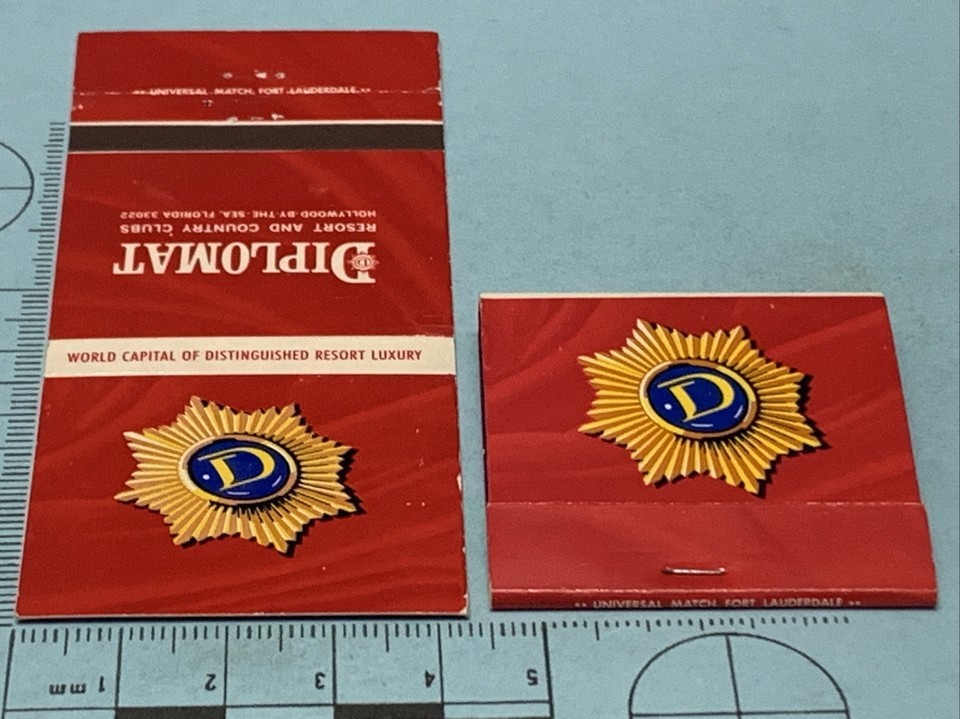 •• UNIVERSAL MATCH, FORT LAUDERDALE ••
DIPLOMAT
RESORT AND COUNTRY CLUBS
HOLLYWOOD-BY-THE-SEA, FLORIDA 33022
WORLD CAPITAL OF DISTINGUISHED RESORT LUXURY
D
D
•• UNIVERSAL MATCH, FORT LAUDERDALE ••
mm 1 2 3 4 5